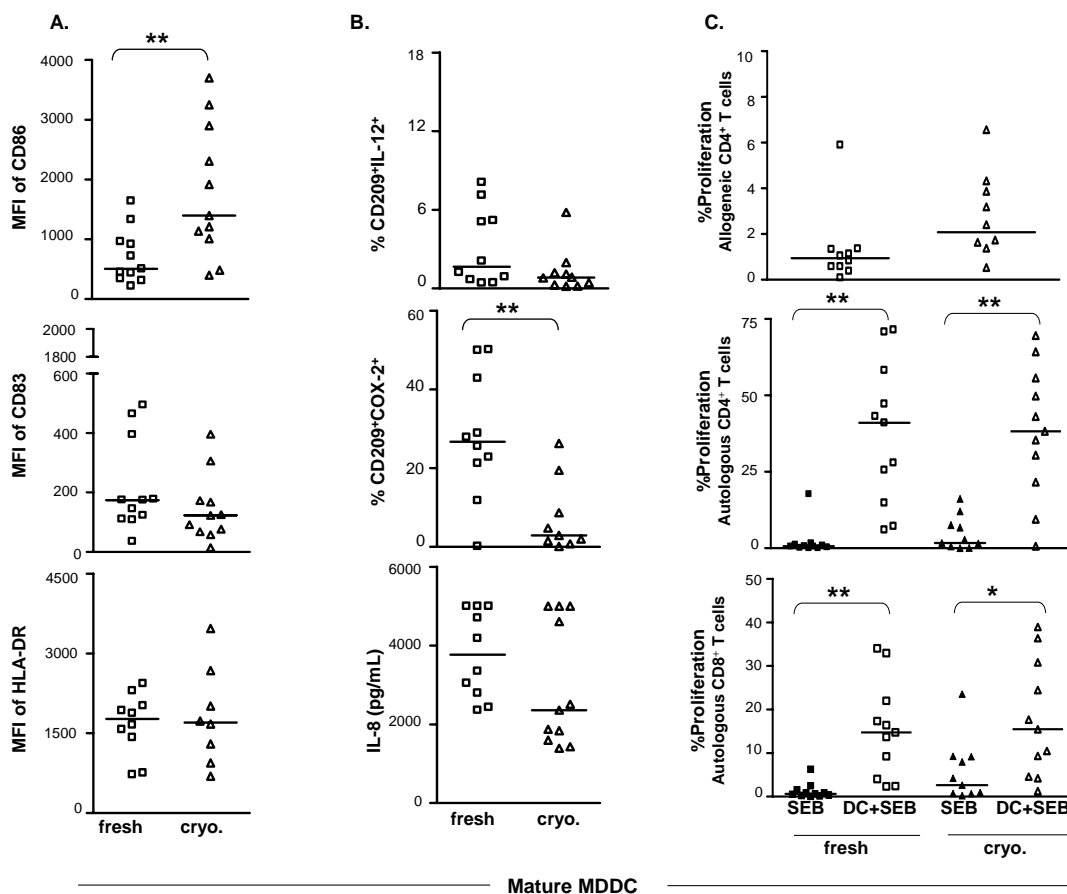 A.
**
4000
3000
2000
1000
0
MFI of CD86
2000
1800
600
400
200
0
MFI of CD83
4500
3000
1500
0
MFI of HLA-DR
fresh cryo.
B.
18
12
6
0
% CD209⁺IL-12⁺
**
60
40
20
0
% CD209⁺COX-2⁺
6000
4000
2000
0
IL-8 (pg/mL)
fresh cryo.
C.
10
8
6
4
2
0
%Proliferation
Allogeneic CD4⁺ T cells
** **
75
50
25
0
%Proliferation
Autologous CD4⁺ T cells
** *
50
40
30
20
10
0
%Proliferation
Autologous CD8⁺ T cells
SEB DC+SEB SEB DC+SEB
fresh cryo.
Mature MDDC